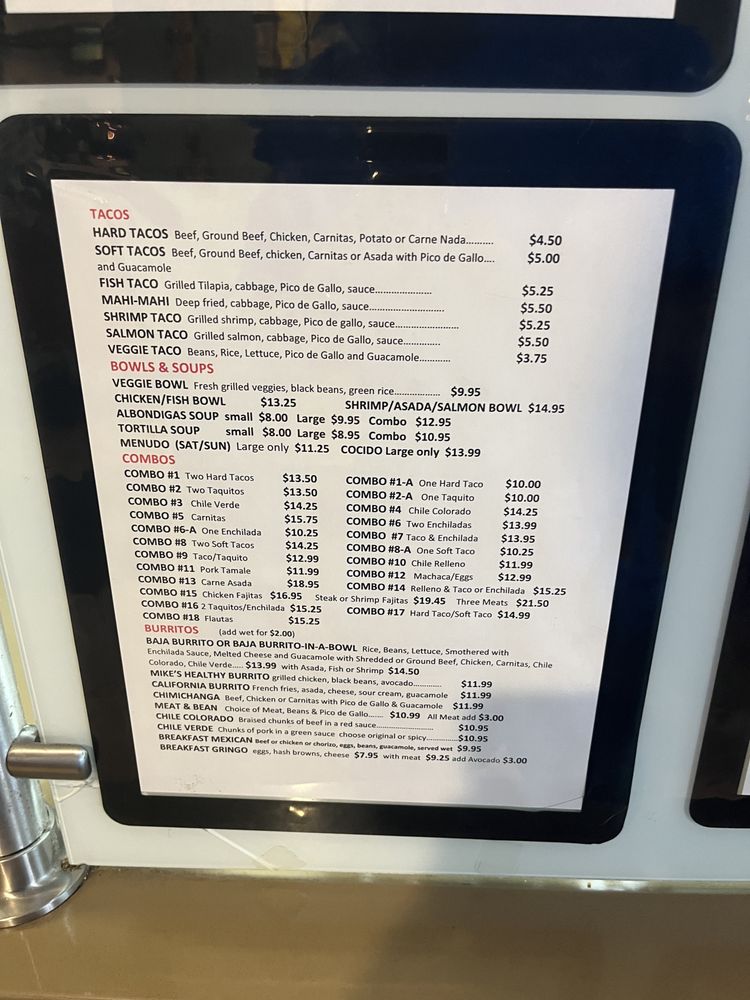 TACOS
HARD TACOS Beef, Ground Beef, Chicken, Carnitas, Potato or Carne Nada.......... $4.50
SOFT TACOS Beef, Ground Beef, chicken, Carnitas or Asada with Pico de Gallo.... $5.00
and Guacamole
FISH TACO Grilled Tilapia, cabbage, Pico de Gallo, sauce..................... $5.25
MAHI-MAHI Deep fried, cabbage, Pico de Gallo, sauce........................... $5.50
SHRIMP TACO Grilled shrimp, cabbage, Pico de gallo, sauce....................... $5.25
SALMON TACO Grilled salmon, cabbage, Pico de Gallo, sauce................... $5.50
VEGGIE TACO Beans, Rice, Lettuce, Pico de Gallo and Guacamole............ $3.75
BOWLS & SOUPS
VEGGIE BOWL Fresh grilled veggies, black beans, green rice.................. $9.95
CHICKEN/FISH BOWL $13.25 SHRIMP/ASADA/SALMON BOWL $14.95
ALBONDIGAS SOUP small $8.00 Large $9.95 Combo $12.95
TORTILLA SOUP small $8.00 Large $8.95 Combo $10.95
MENUDO (SAT/SUN) Large only $11.25 COCIDO Large only $13.99
COMBOS
COMBO #1 Two Hard Tacos $13.50 COMBO #1-A One Hard Taco $10.00
COMBO #2 Two Taquitos $13.50 COMBO #2-A One Taquito $10.00
COMBO #3 Chile Verde $14.25 COMBO #4 Chile Colorado $14.25
COMBO #5 Carnitas $15.75 COMBO #6 Two Enchiladas $13.99
COMBO #6-A One Enchilada $10.25 COMBO #7 Taco & Enchilada $13.95
COMBO #8 Two Soft Tacos $14.25 COMBO #8-A One Soft Taco $10.25
COMBO #9 Taco/Taquito $12.99 COMBO #10 Chile Relleno $11.99
COMBO #11 Pork Tamale $11.99 COMBO #12 Machaca/Eggs $12.99
COMBO #13 Carne Asada $18.95 COMBO #14 Relleno & Taco or Enchilada $15.25
COMBO #15 Chicken Fajitas $16.95 Steak or Shrimp Fajitas $19.45 Three Meats $21.50
COMBO #16 2 Taquitos/Enchilada $15.25 COMBO #17 Hard Taco/Soft Taco $14.99
COMBO #18 Flautas $15.25
BURRITOS (add wet for $2.00)
BAJA BURRITO OR BAJA BURRITO-IN-A-BOWL Rice, Beans, Lettuce, Smothered with
Enchilada Sauce, Melted Cheese and Guacamole with Shredded or Ground Beef, Chicken, Carnitas, Chile
Colorado, Chile Verde..... $13.99 with Asada, Fish or Shrimp $14.50
MIKE'S HEALTHY BURRITO grilled chicken, black beans, avocado............. $11.99
CALIFORNIA BURRITO French fries, asada, cheese, sour cream, guacamole $11.99
CHIMICHANGA Beef, Chicken or Carnitas with Pico de Gallo & Guacamole $11.99
MEAT & BEAN Choice of Meat, Beans & Pico de Gallo....... $10.99 All Meat add $3.00
CHILE COLORADO Braised chunks of beef in a red sauce............................... $10.95
CHILE VERDE Chunks of pork in a green sauce choose original or spicy.............. $10.95
BREAKFAST MEXICAN Beef or chicken or chorizo, eggs, beans, guacamole, served wet $9.95
BREAKFAST GRINGO eggs, hash browns, cheese $7.95 with meat $9.25 add Avocado $3.00